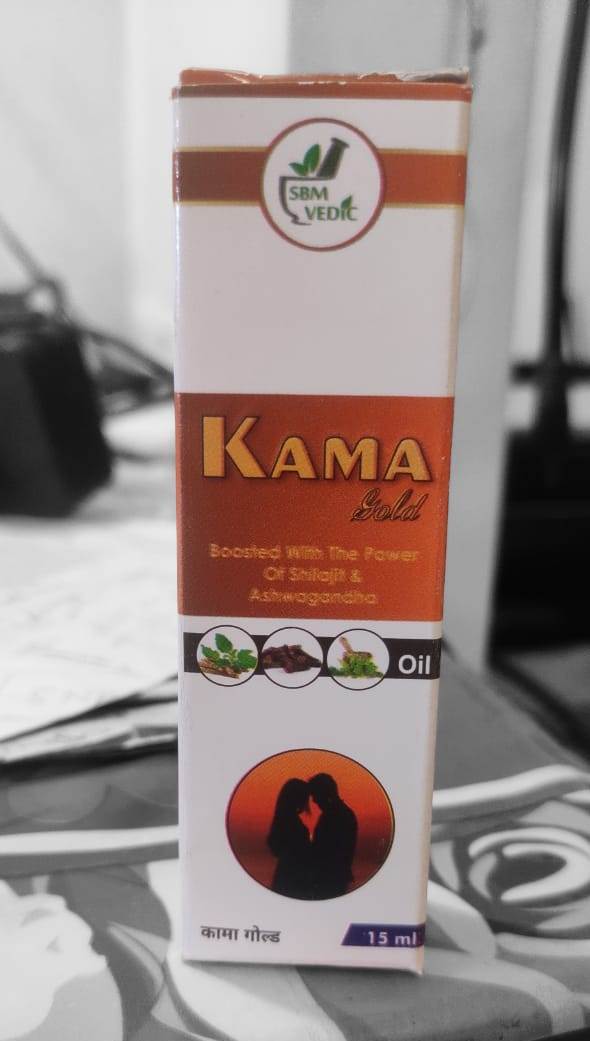 SBM
VEDIC
KAMA
Gold
Boosted With The Power
Of Shilajit &
Ashwagandha
Oil
कामा गोल्ड
15 ml